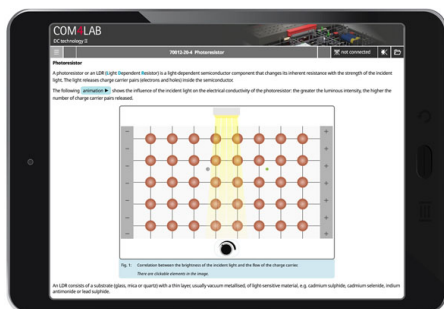 COM4LAB
DC technology II
70013-20-4 Photoresistor
not connected
Photoresistor
A photoresistor or an LDR (Light Dependent Resistor) is a light-dependent semiconductor component that changes its inherent resistance with the strength of the incident
light. The light releases charge carrier pairs (electrons and holes) inside the semiconductor.
The following animation ▶ shows the influence of the incident light on the electrical conductivity of the photoresistor: the greater the luminous intensity, the higher the
number of charge carrier pairs released.
Fig. 1: Correlation between the brightness of the incident light and the flow of the charge carrier.
There are clickable elements in the image.
An LDR consists of a substrate (glass, mica or quartz) with a thin layer, usually vacuum metallised, of light-sensitive material, e.g. cadmium sulphide, cadmium selenide, indium
antimonide or lead sulphide.